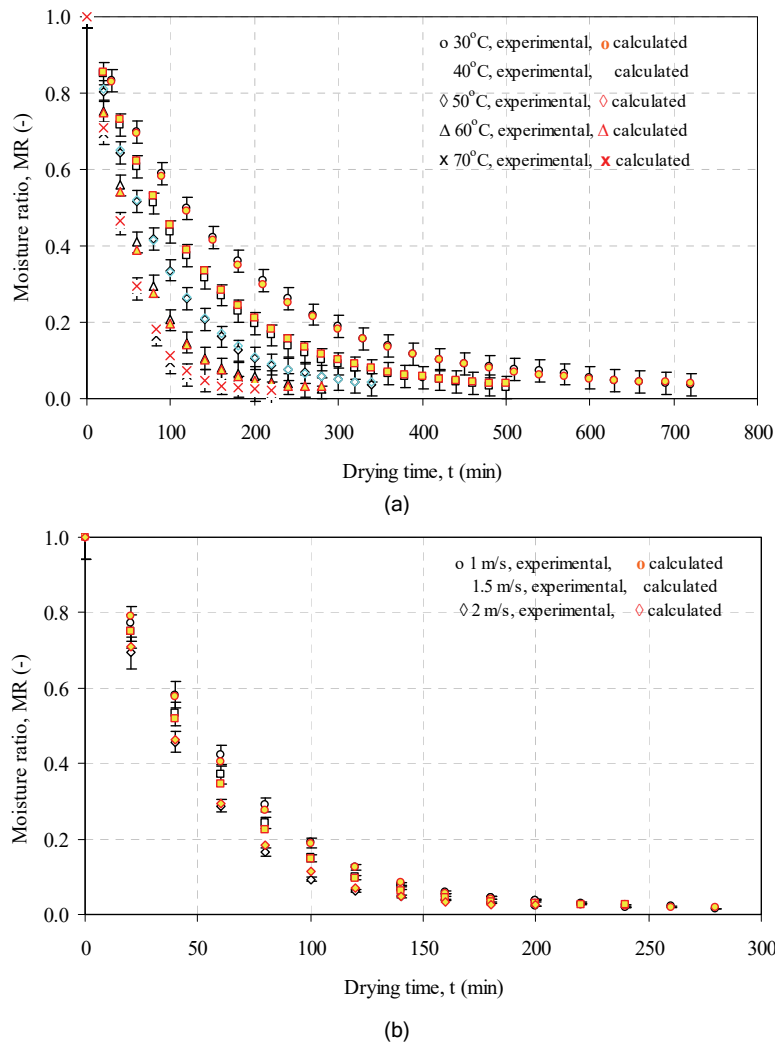 1.0
0.8
0.6
0.4
0.2
0.0
Moisture ratio, MR (-)
30°C, experimental, calculated
40°C, experimental, calculated
50°C, experimental, calculated
60°C, experimental, calculated
70°C, experimental, calculated
0 100 200 300 400 500 600 700 800
Drying time, t (min)
(a)
1.0
0.8
0.6
0.4
0.2
0.0
Moisture ratio, MR (-)
1 m/s, experimental, calculated
1.5 m/s, experimental, calculated
2 m/s, experimental, calculated
0 50 100 150 200 250 300
Drying time, t (min)
(b)